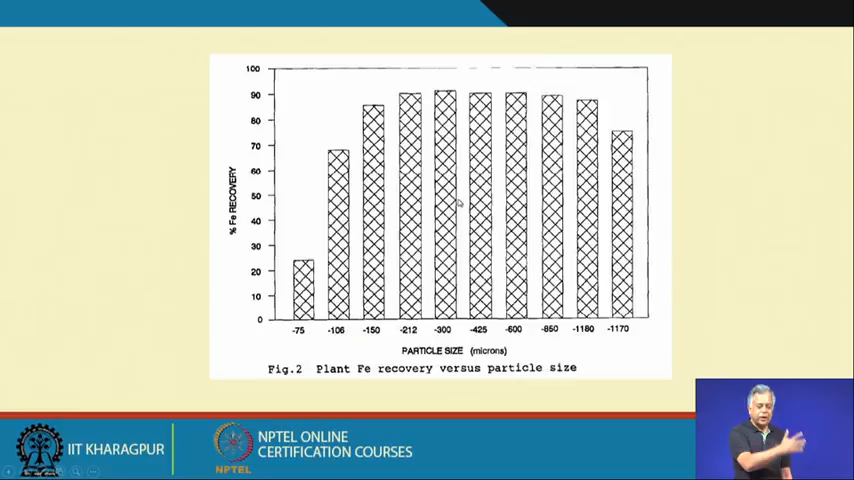 100
90
80
70
60
50
40
30
20
10
0
% Fe RECOVERY
-75 -106 -150 -212 -300 -425 -600 -850 -1180 -1170
PARTICLE SIZE (microns)
Fig.2 Plant Fe recovery versus particle size
IIT KHARAGPUR
NPTEL
NPTEL ONLINE
CERTIFICATION COURSES